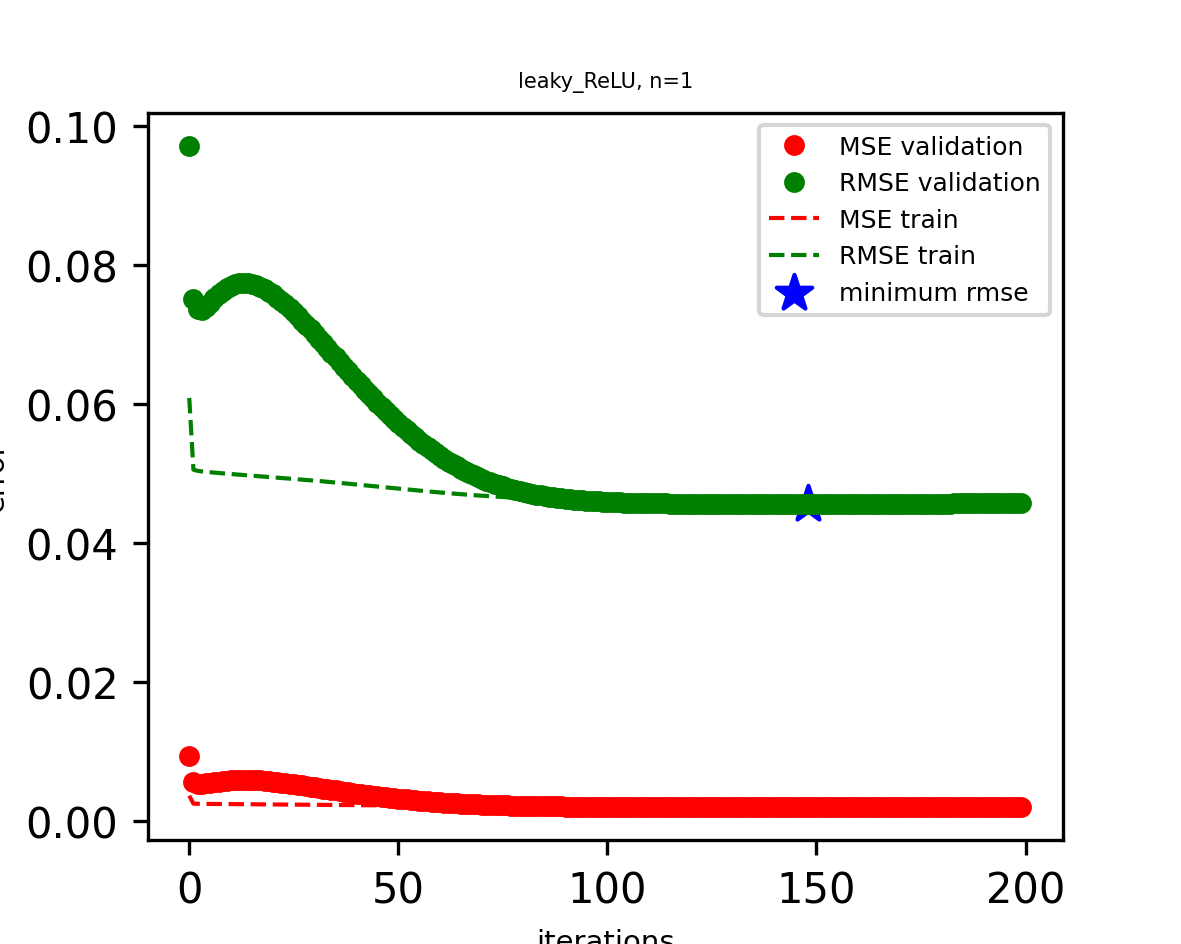 leaky_ReLU, n=1
0.10
0.08
0.06
0.04
0.02
0.00
MSE validation
RMSE validation
MSE train
RMSE train
minimum rmse
0 50 100 150 200
iterations